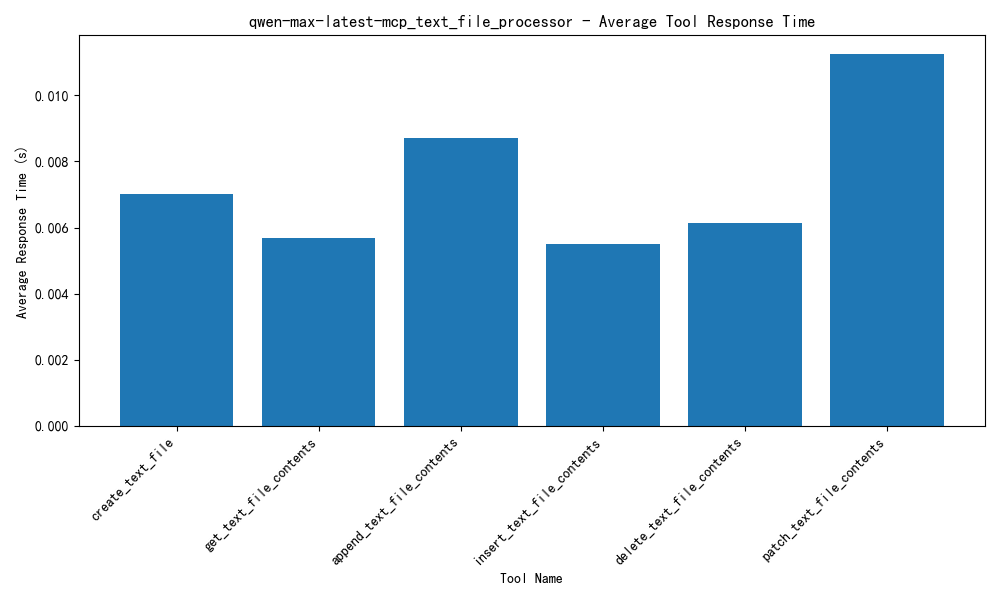 qwen-max-latest-mcp_text_file_processor - Average Tool Response Time
Average Response Time (s)
0.010
0.008
0.006
0.004
0.002
0.000
create_text_file
get_text_file_contents
append_text_file_contents
insert_text_file_contents
delete_text_file_contents
patch_text_file_contents
Tool Name